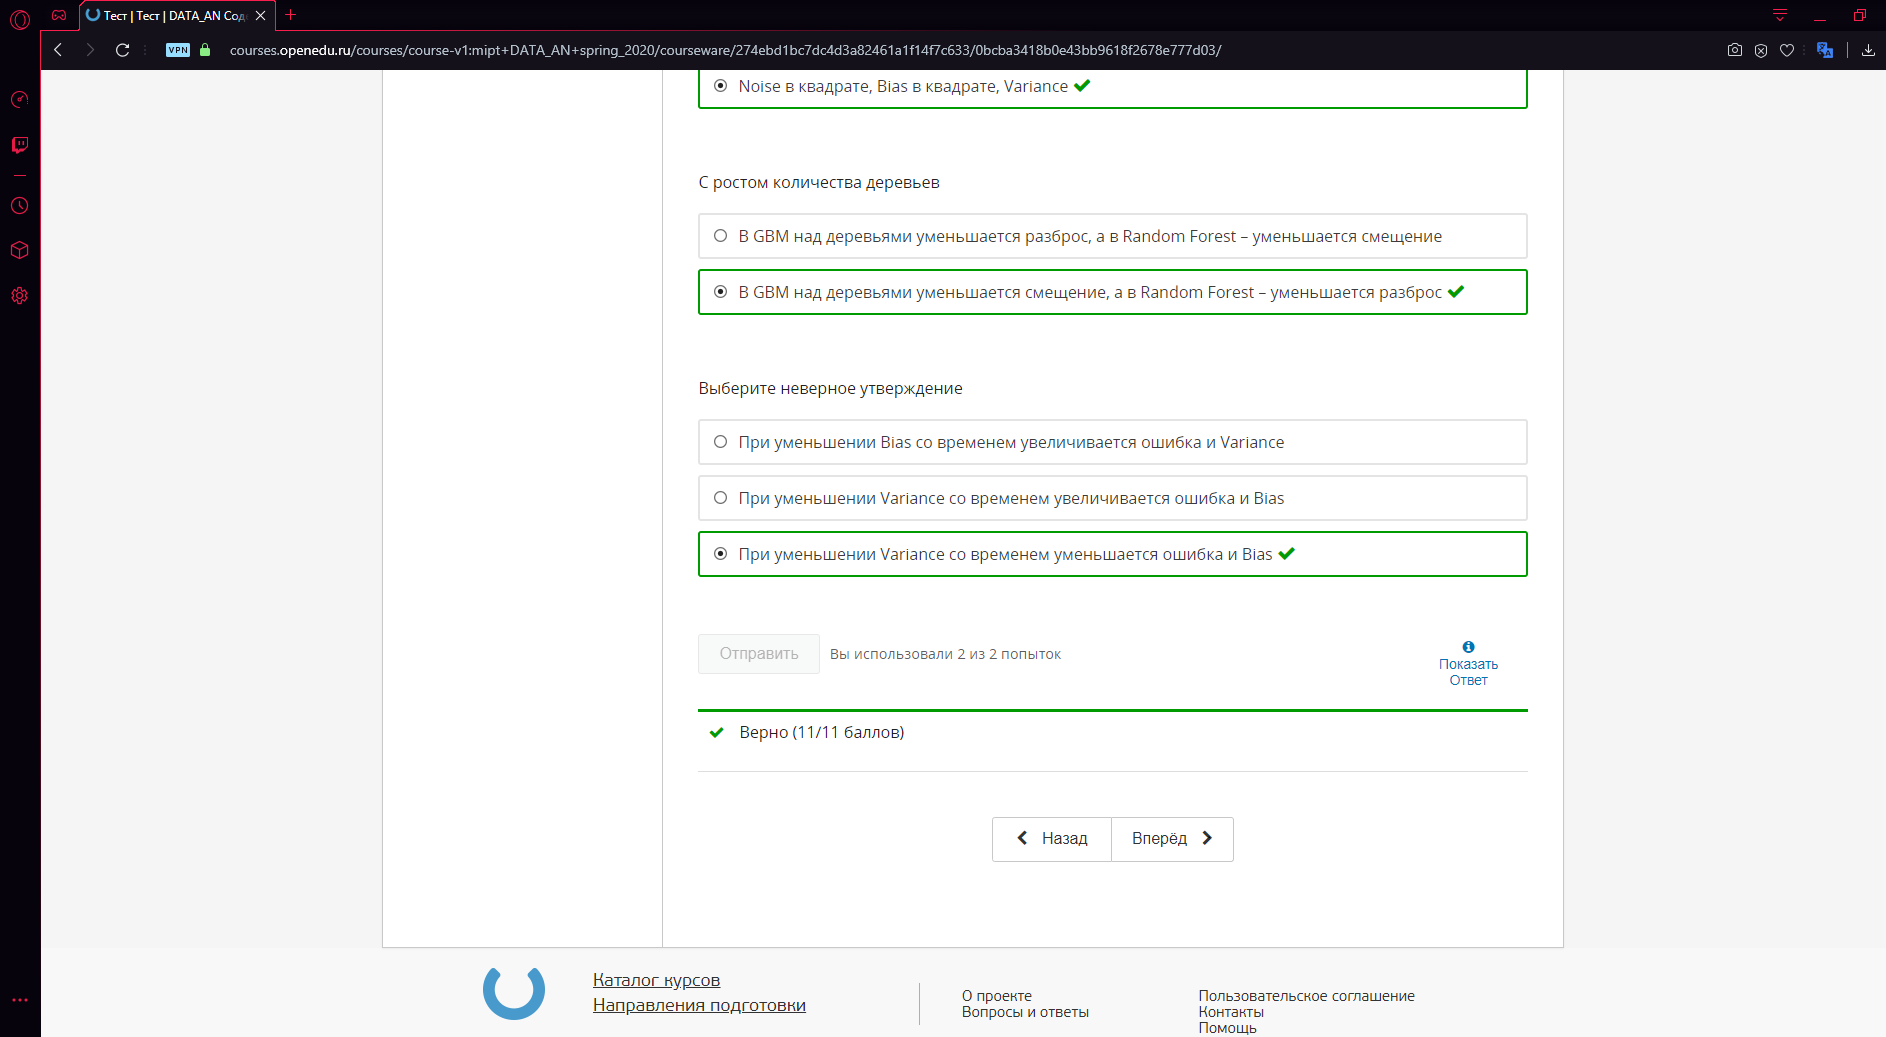 Тест | Тест | DATA_AN Сод
VPN
courses.openedu.ru/courses/course-v1:mipt+DATA_AN+spring_2020/courseware/274ebd1bc7dc4d3a82461a1f14f7c633/0bcba3418b0e43bb9618f2678e777d03/
Noise в квадрате, Bias в квадрате, Variance
С ростом количества деревьев
В GBM над деревьями уменьшается разброс, а в Random Forest – уменьшается смещение
В GBM над деревьями уменьшается смещение, а в Random Forest – уменьшается разброс
Выберите неверное утверждение
При уменьшении Bias со временем увеличивается ошибка и Variance
При уменьшении Variance со временем увеличивается ошибка и Bias
При уменьшении Variance со временем уменьшается ошибка и Bias
Отправить
Вы использовали 2 из 2 попыток
Показать
Ответ
Верно (11/11 баллов)
Назад
Вперёд
Каталог курсов
Направления подготовки
О проекте
Вопросы и ответы
Пользовательское соглашение
Контакты
Помощь